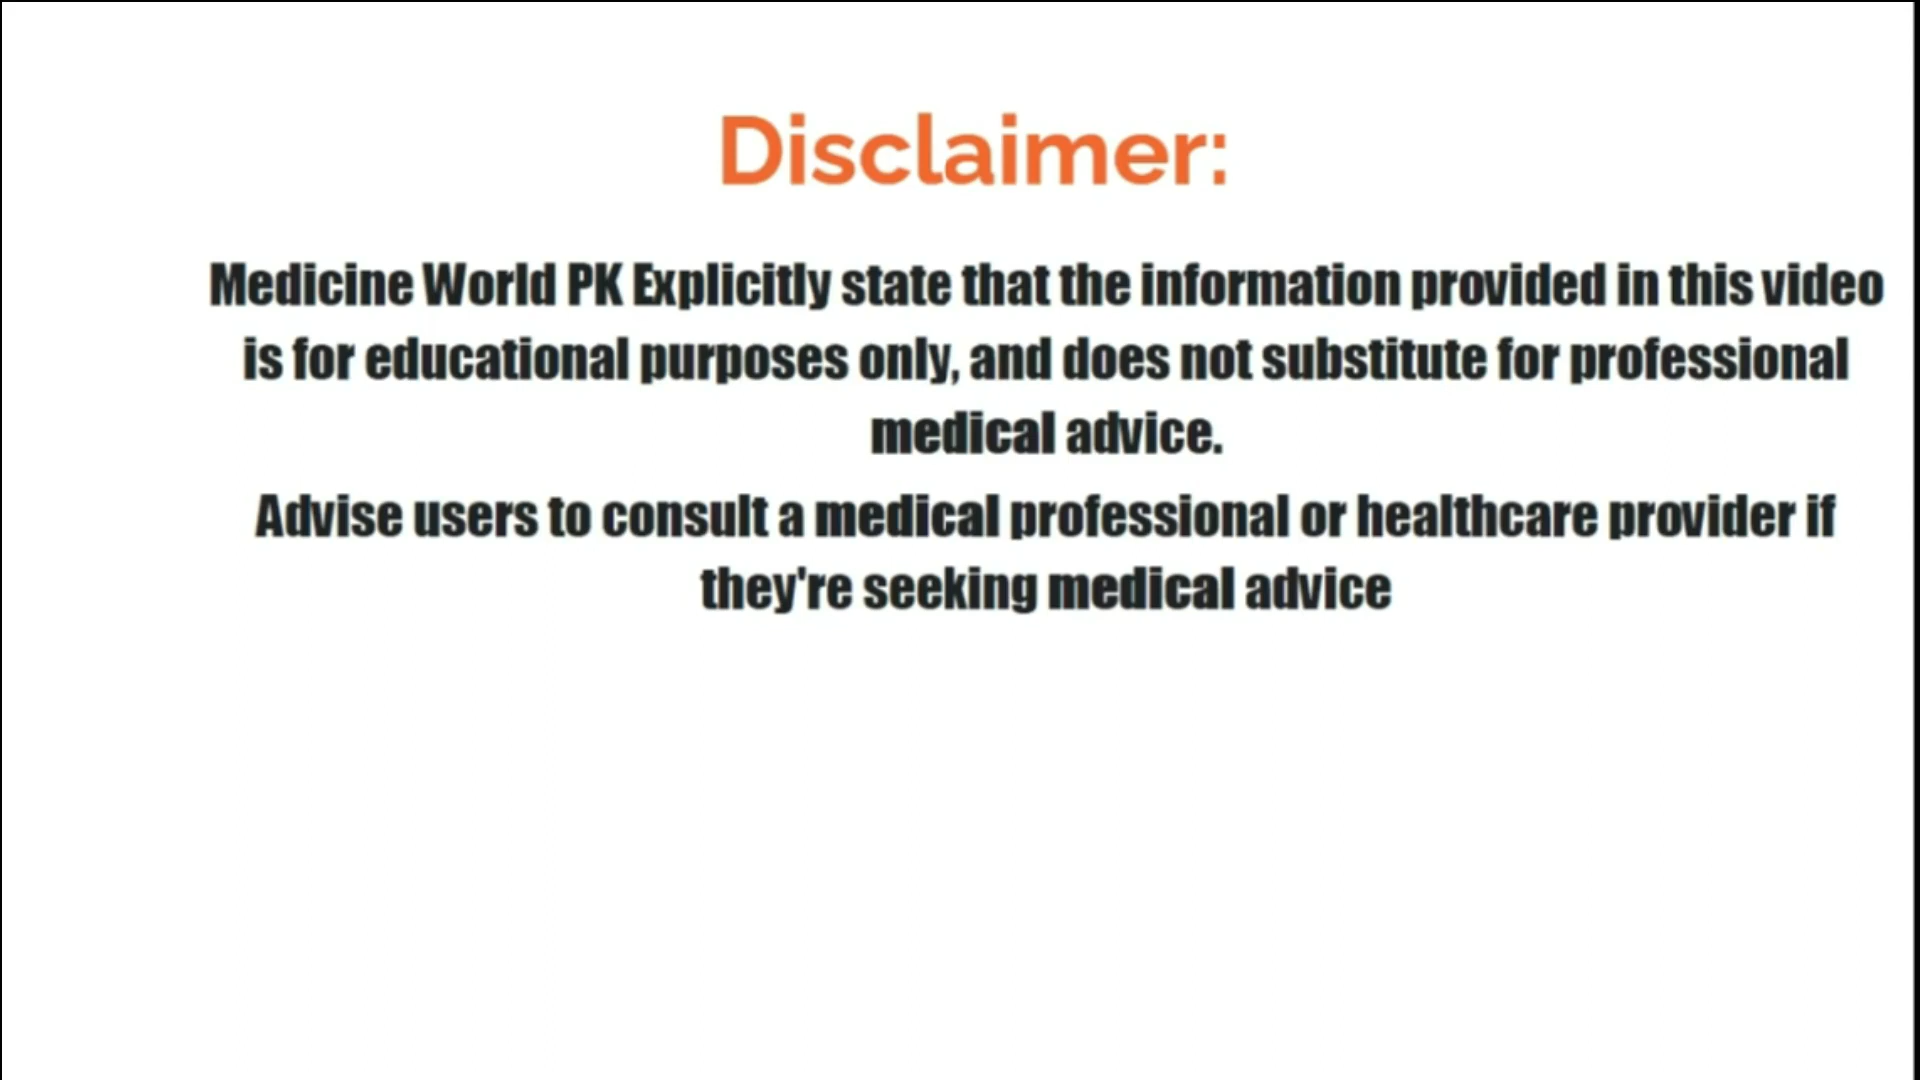 Disclaimer:
Medicine World PK Explicitly state that the information provided in this video
is for educational purposes only, and does not substitute for professional
medical advice.
Advise users to consult a medical professional or healthcare provider if
they're seeking medical advice